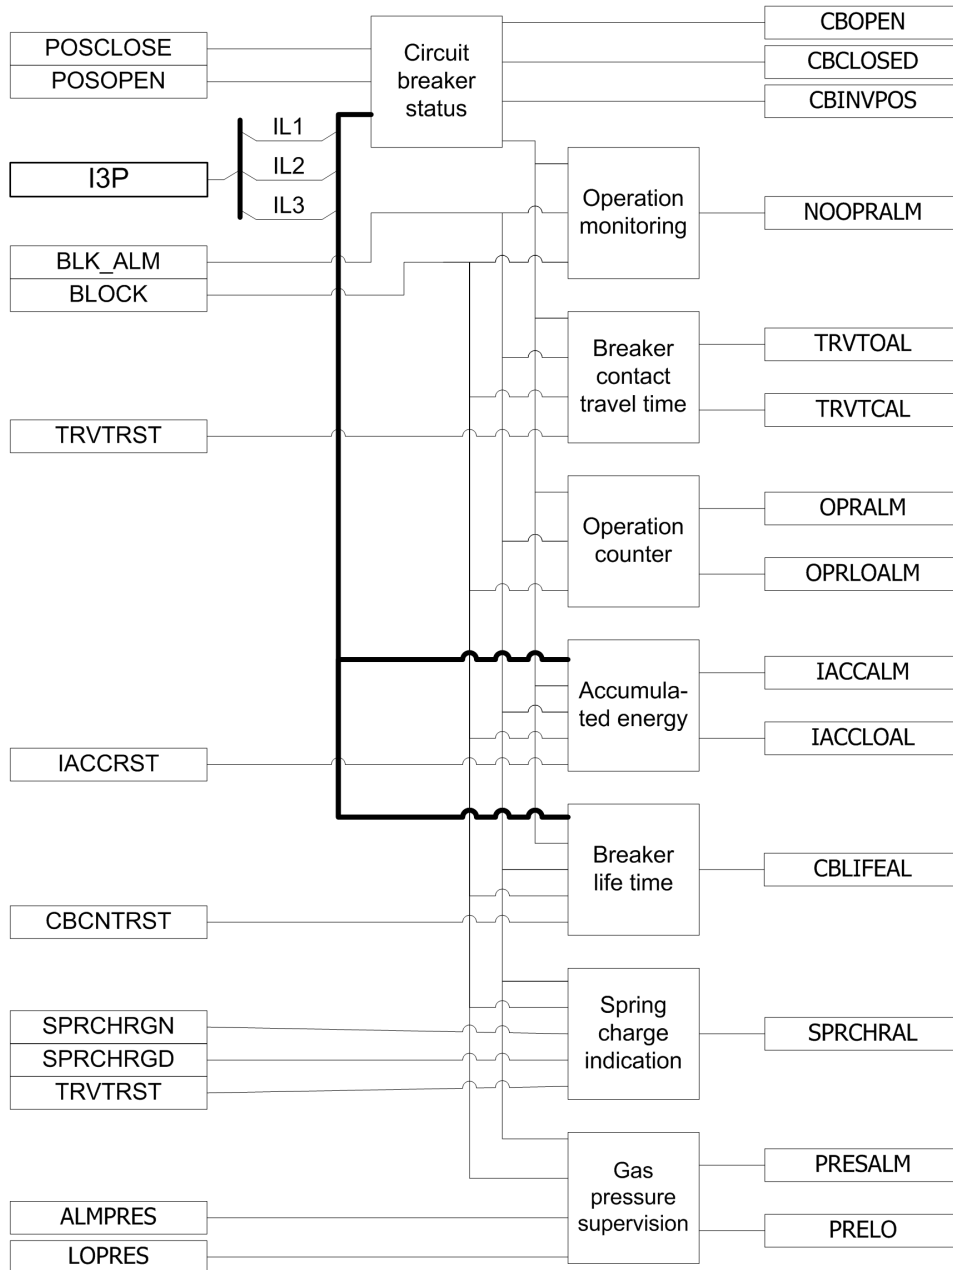 POSCLOSE
POSOPEN
I3P
IL1
IL2
IL3
BLK_ALM
BLOCK
TRVTRST
IACCRST
CBCNTRST
SPRCHRGN
SPRCHRGD
TRVTRST
ALMPRES
LOPRES
Circuit
breaker
status
Operation
monitoring
Breaker
contact
travel time
Operation
counter
Accumula-
ted energy
Breaker
life time
Spring
charge
indication
Gas
pressure
supervision
CBOPEN
CBCLOSED
CBINVPOS
NOOPRALM
TRVTOAL
TRVTCAL
OPRALM
OPRLOALM
IACCALM
IACCLOAL
CBLIFEAL
SPRCHRAL
PRESALM
PRELO